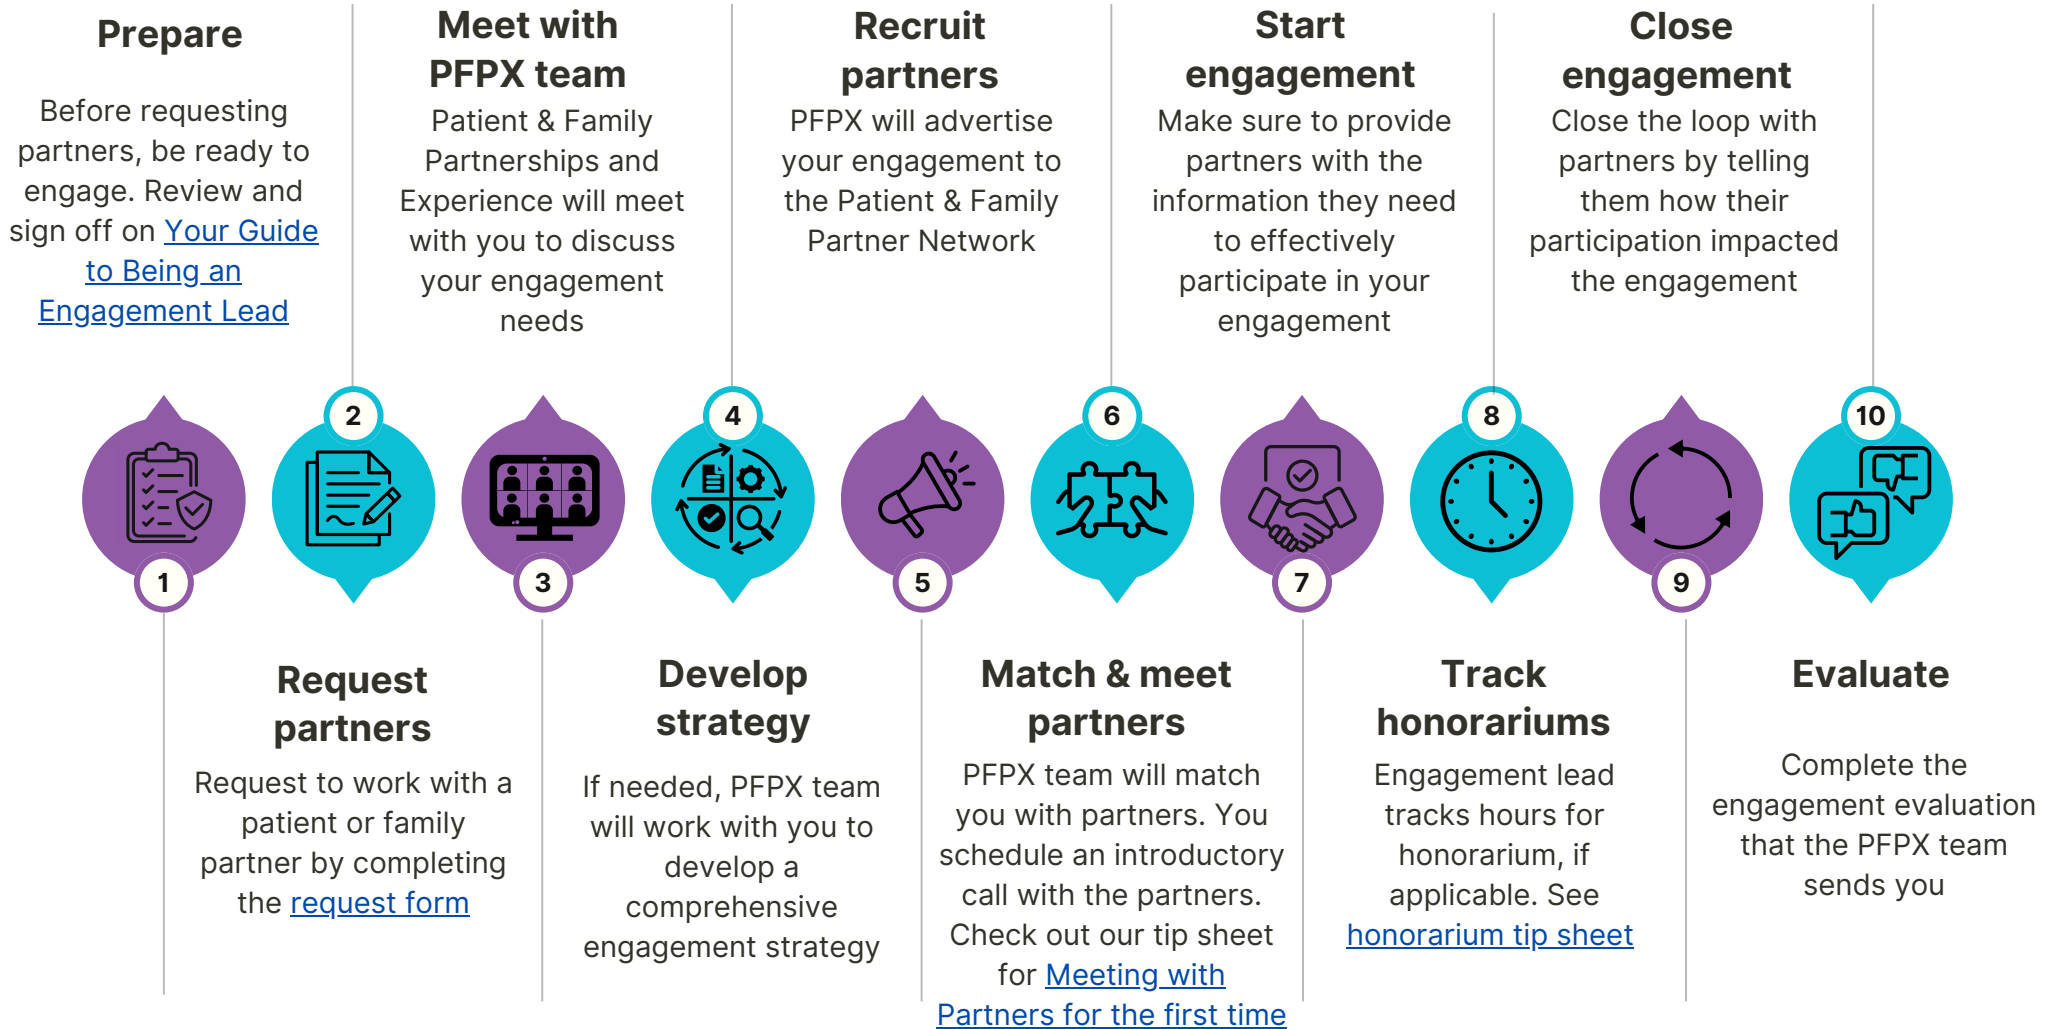 Prepare
Before requesting
partners, be ready to
engage. Review and
sign off on Your Guide
to Being an
Engagement Lead
1
2
Request
partners
Request to work with a
patient or family
partner by completing
the request form
Meet with
PFPX team
Patient & Family
Partnerships and
Experience will meet
with you to discuss
your engagement
needs
3
4
Develop
strategy
If needed, PFPX team
will work with you to
develop a
comprehensive
engagement strategy
Recruit
partners
PFPX will advertise
your engagement to
the Patient & Family
Partner Network
5
6
Match & meet
partners
PFPX team will match
you with partners. You
schedule an introductory
call with the partners.
Check out our tip sheet
for Meeting with
Partners for the first time
Start
engagement
Make sure to provide
partners with the
information they need
to effectively
participate in your
engagement
7
8
Track
honorariums
Engagement lead
tracks hours for
honorarium, if
applicable. See
honorarium tip sheet
Close
engagement
Close the loop with
partners by telling
them how their
participation impacted
the engagement
9
10
Evaluate
Complete the
engagement evaluation
that the PFPX team
sends you